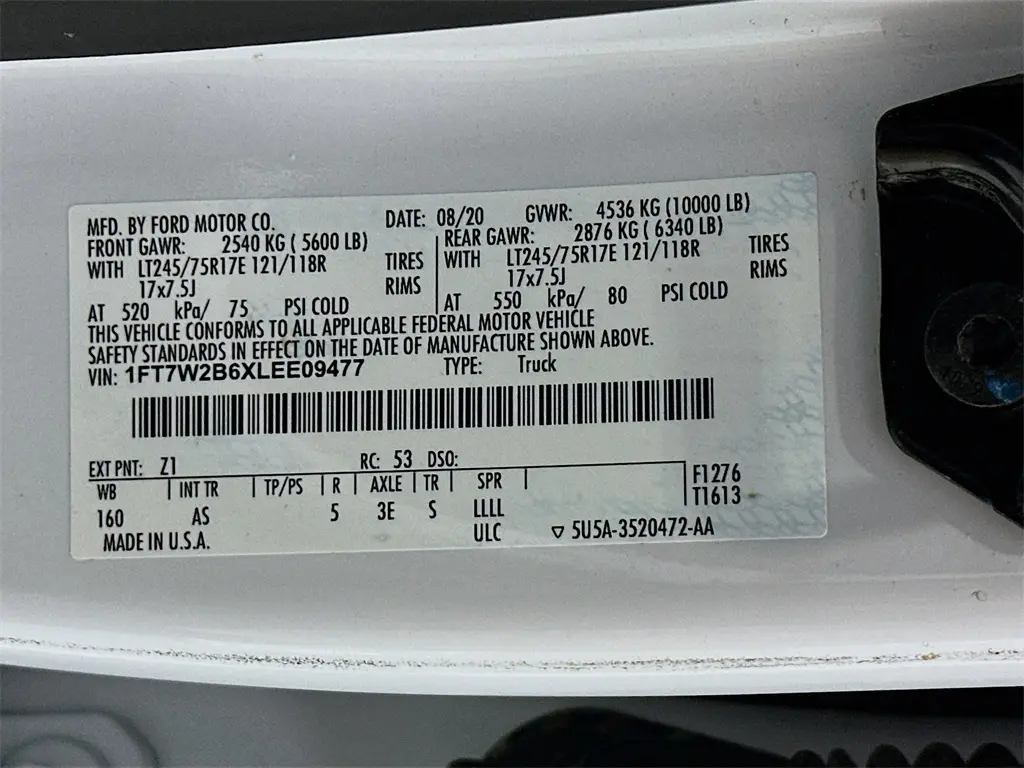 MFD. BY FORD MOTOR CO. DATE: 08/20 GVWR: 4536 KG (10000 LB)
FRONT GAWR: 2540 KG ( 5600 LB) REAR GAWR: 2876 KG ( 6340 LB)
WITH LT245/75R17E 121/118R TIRES WITH LT245/75R17E 121/118R TIRES
17x7.5J RIMS 17x7.5J RIMS
AT 520 kPa/ 75 PSI COLD AT 550 kPa/ 80 PSI COLD
THIS VEHICLE CONFORMS TO ALL APPLICABLE FEDERAL MOTOR VEHICLE
SAFETY STANDARDS IN EFFECT ON THE DATE OF MANUFACTURE SHOWN ABOVE.
VIN: 1FT7W2B6XLEE09477 TYPE: Truck
EXT PNT: Z1 RC: 53 DSO:
WB INT TR TP/PS R AXLE TR SPR F1276
160 AS 5 3E S LLLL T1613
MADE IN U.S.A. ULC ▽ 5U5A-3520472-AA